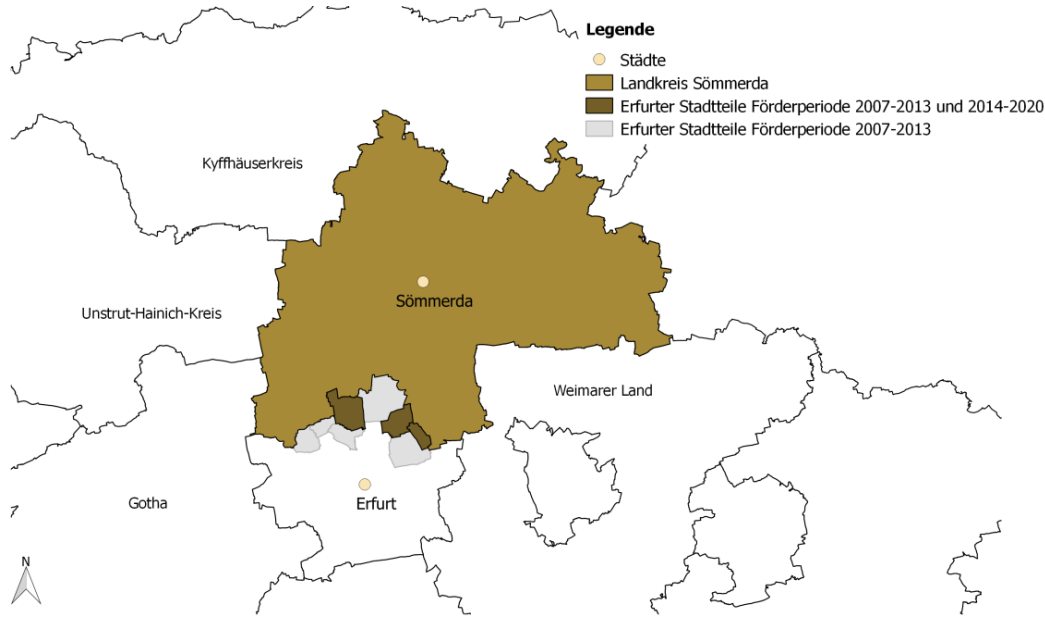 Legende
Städte
Landkreis Sömmerda
Erfurter Stadtteile Förderperiode 2007-2013 und 2014-2020
Erfurter Stadtteile Förderperiode 2007-2013
Kyffhäuserkreis
Sömmerda
Unstrut-Hainich-Kreis
Weimarer Land
Gotha
Erfurt
N